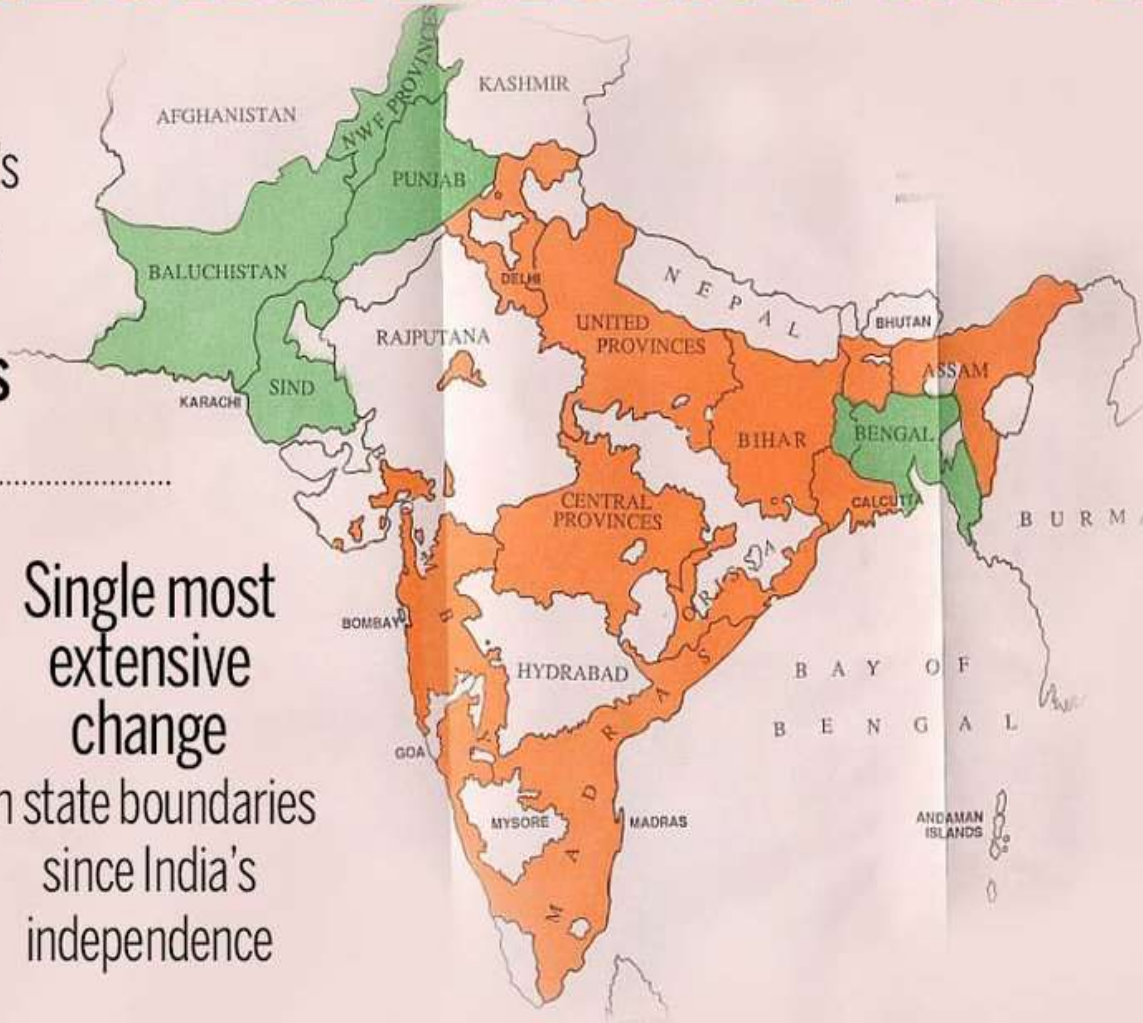 AFGHANISTAN
KASHMIR
NWF PROVINCES
PUNJAB
BALUCHISTAN
DELHI
NEPAL
BHUTAN
RAJPUTANA
UNITED
PROVINCES
ASSAM
SIND
KARACHI
BIHAR
BENGAL
CALCUTTA
CENTRAL
PROVINCES
ORISSA
BURM
BOMBAY
HYDRABAD
BAY OF
BENGAL
GOA
MYSORE
MADRAS
MADRAS
ANDAMAN
ISLANDS
s
s
Single most
extensive
change
n state boundaries
since India's
independence